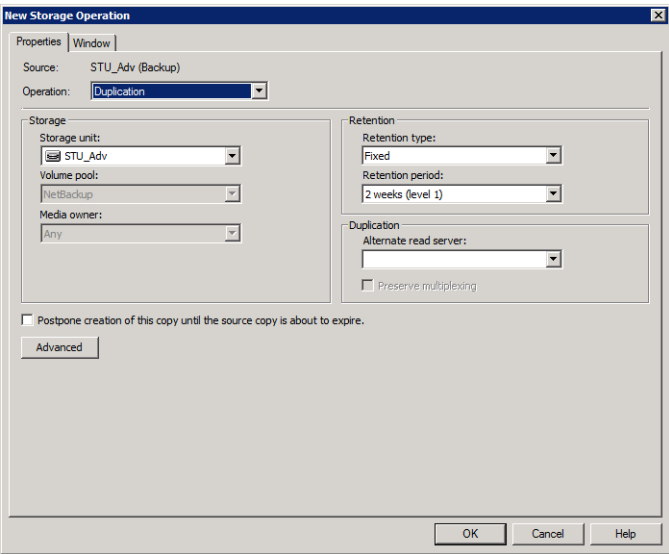 New Storage Operation
Properties
Window
Source: STU_Adv (Backup)
Operation: Duplication
Storage
Storage unit:
STU_Adv
Volume pool:
NetBackup
Media owner:
Any
Retention
Retention type:
Fixed
Retention period:
2 weeks (level 1)
Duplication
Alternate read server:
Preserve multiplexing
Postpone creation of this copy until the source copy is about to expire.
Advanced
OK
Cancel
Help